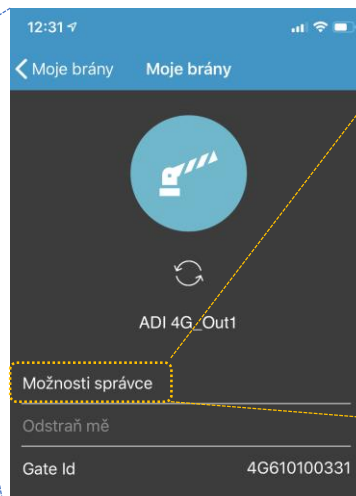 12:31
Moje brány Moje brány
ADI 4G_Out1
Možnosti správce
Odstraň mě
Gate Id 4G610100331